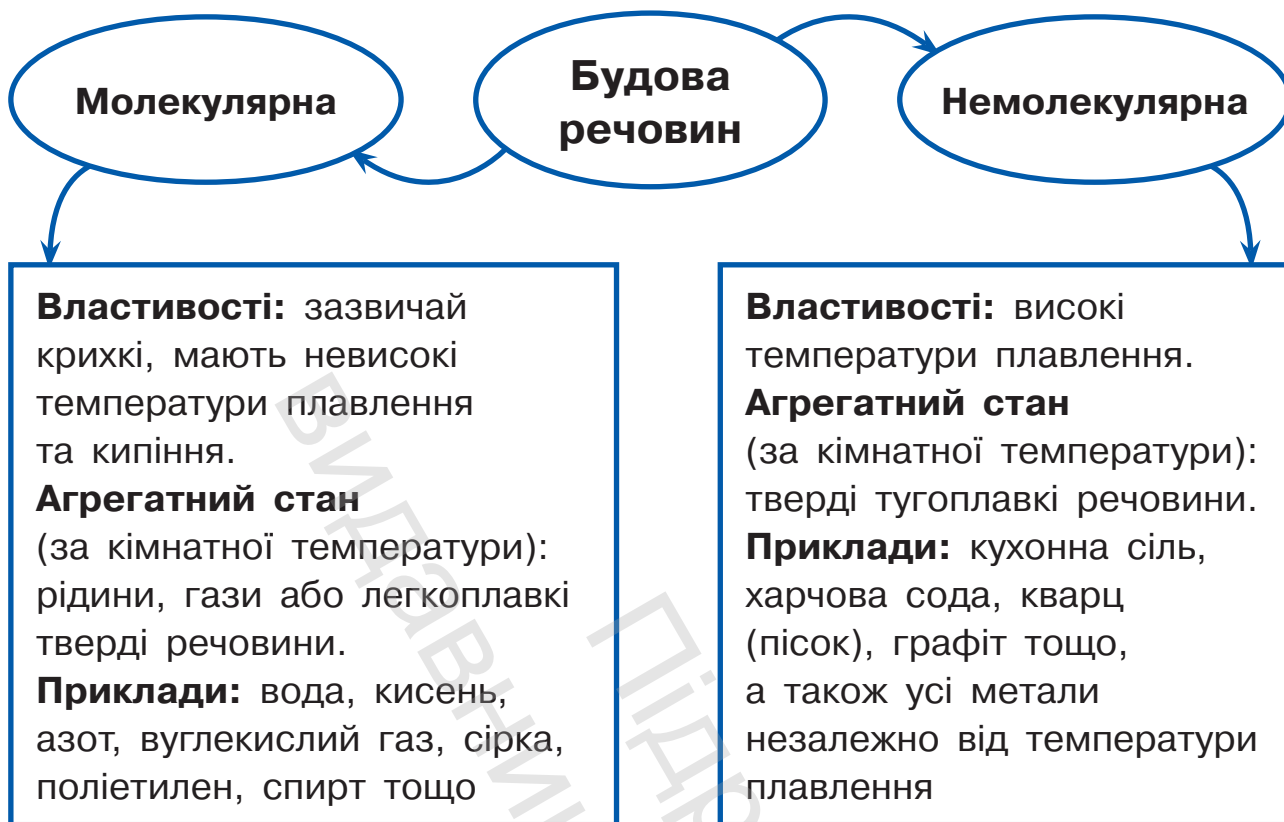 Будова
речовин
Молекулярна
Немолекулярна
Властивості: зазвичай
крихкі, мають невисокі
температури плавлення
та кипіння.
Агрегатний стан
(за кімнатної температури):
рідини, гази або легкоплавкі
тверді речовини.
Приклади: вода, кисень,
азот, вуглекислий газ, сірка,
поліетилен, спирт тощо
Властивості: високі
температури плавлення.
Агрегатний стан
(за кімнатної температури):
тверді тугоплавкі речовини.
Приклади: кухонна сіль,
харчова сода, кварц
(пісок), графіт тощо,
а також усі метали
незалежно від температури
плавлення